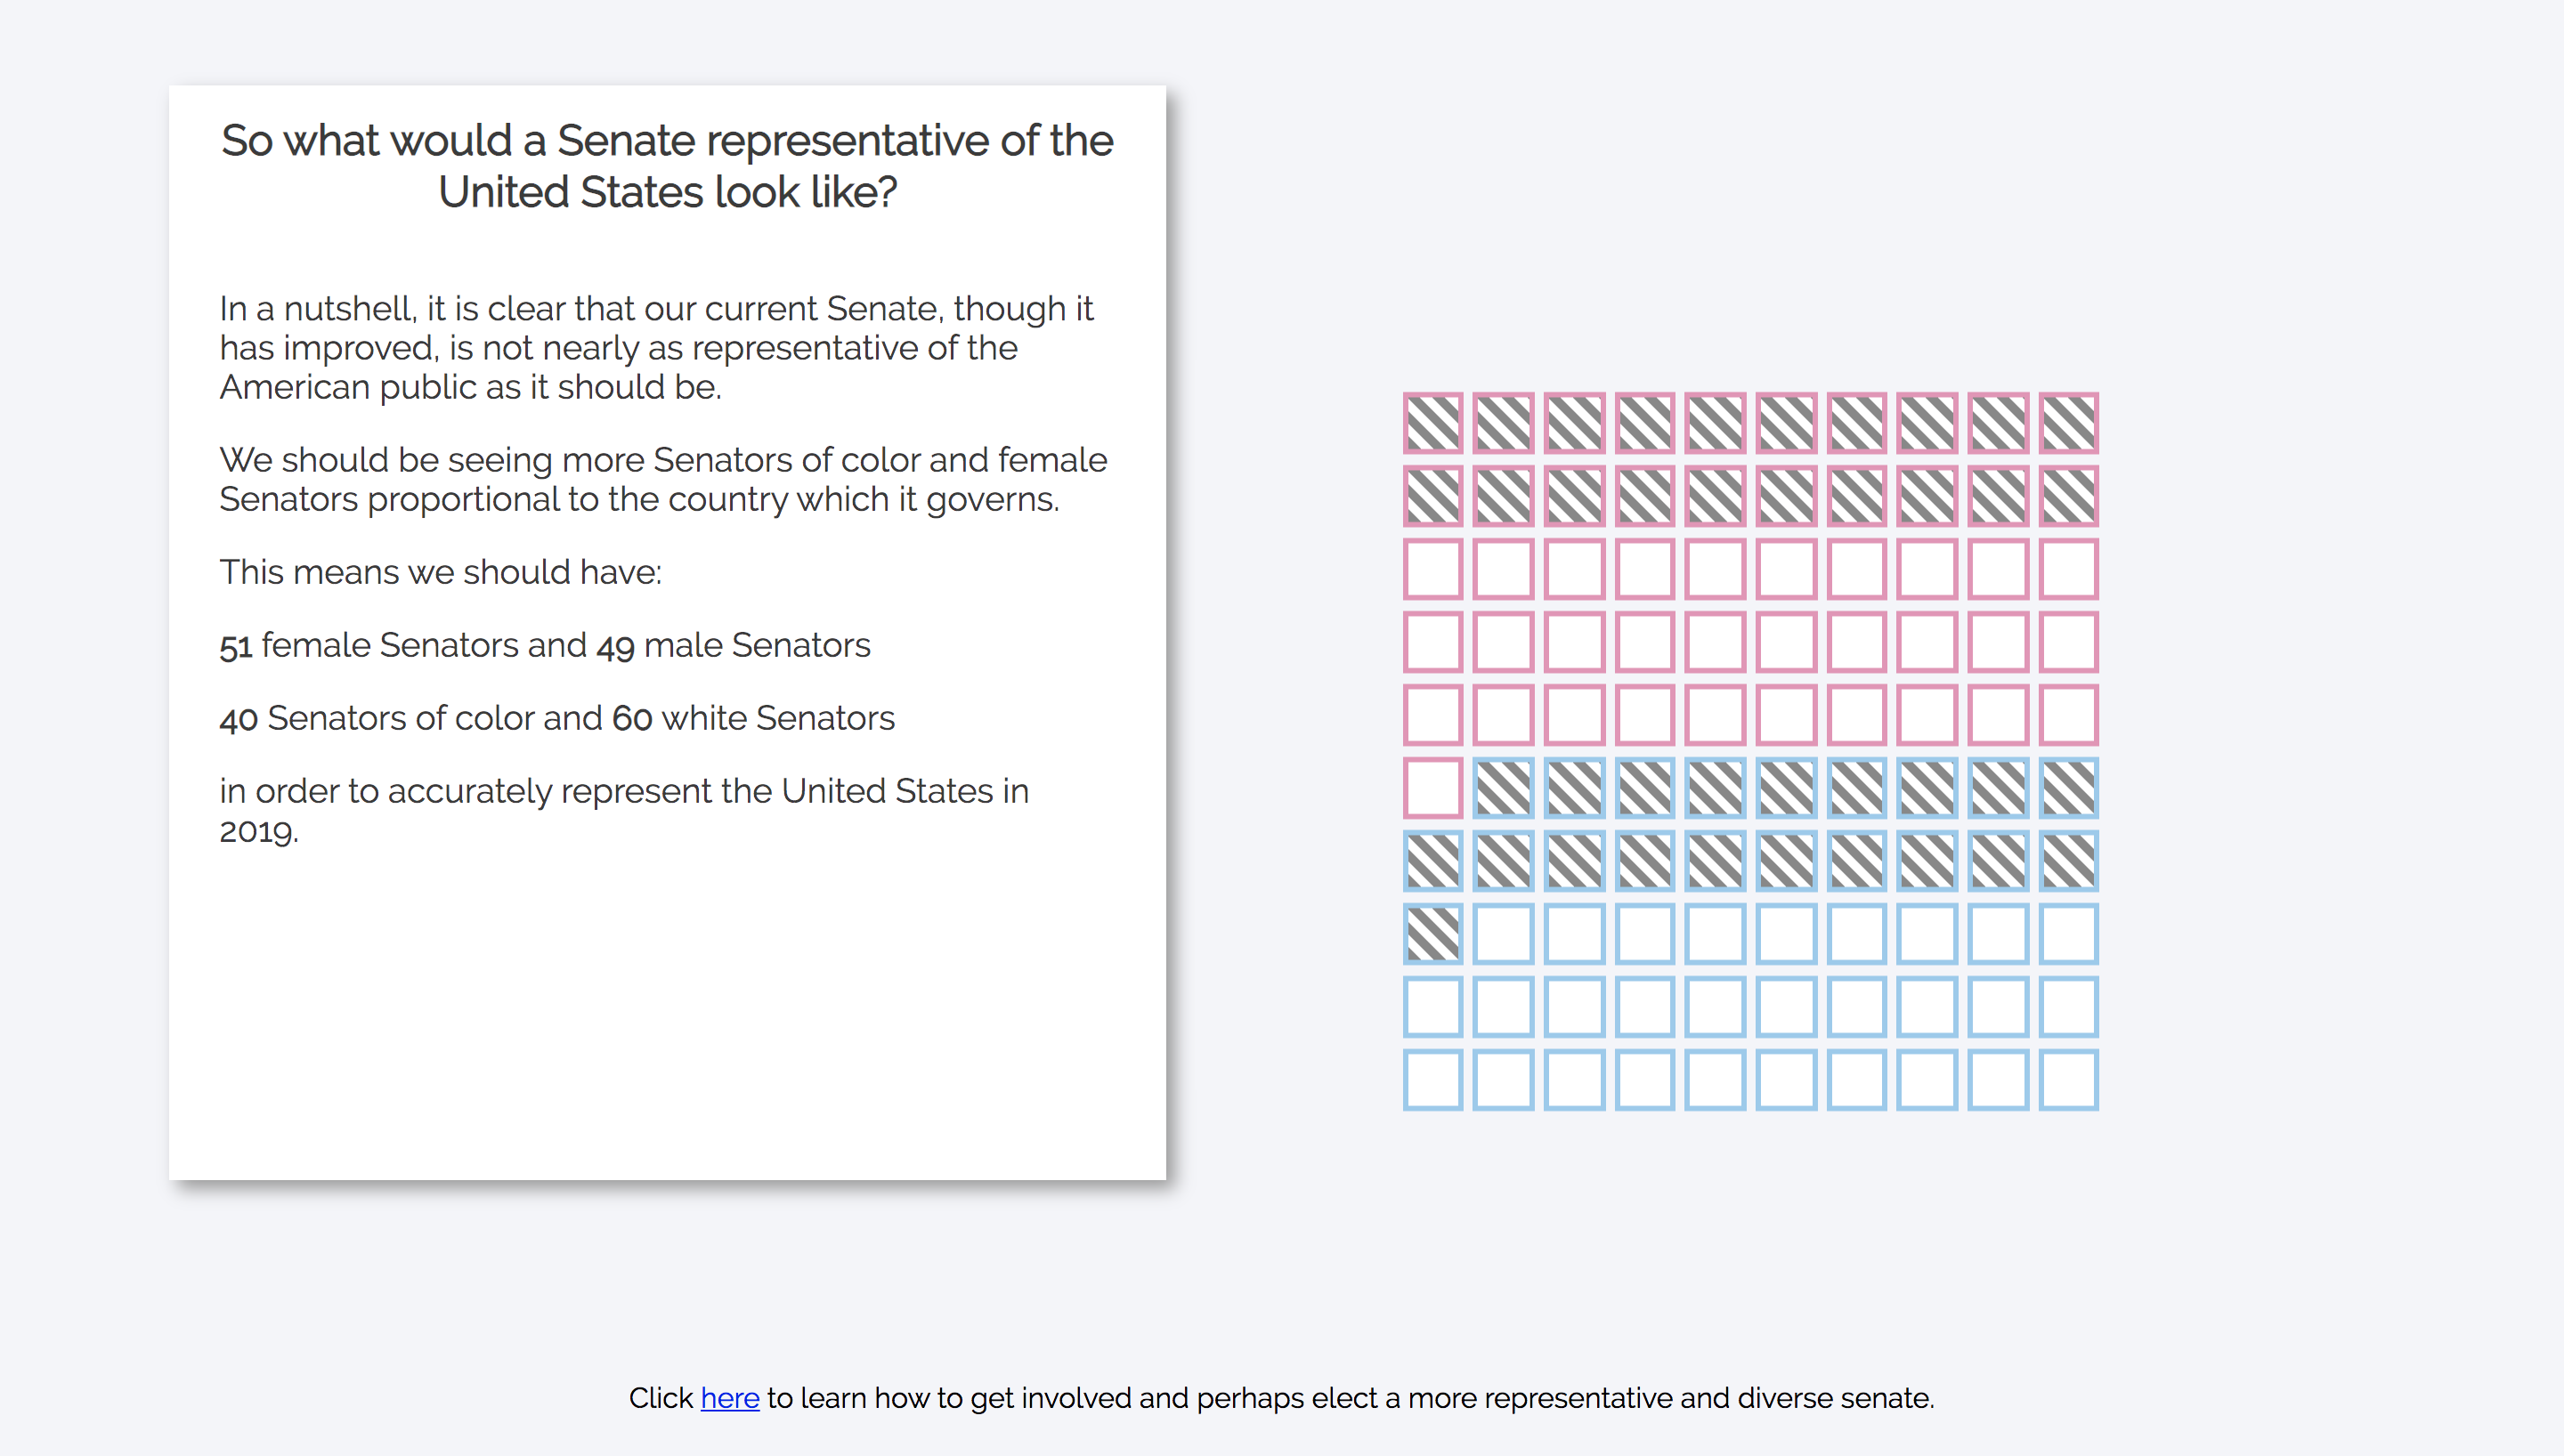 So what would a Senate representative of the
United States look like?
In a nutshell, it is clear that our current Senate, though it
has improved, is not nearly as representative of the
American public as it should be.
We should be seeing more Senators of color and female
Senators proportional to the country which it governs.
This means we should have:
51 female Senators and 49 male Senators
40 Senators of color and 60 white Senators
in order to accurately represent the United States in
2019.
Click here to learn how to get involved and perhaps elect a more representative and diverse senate.